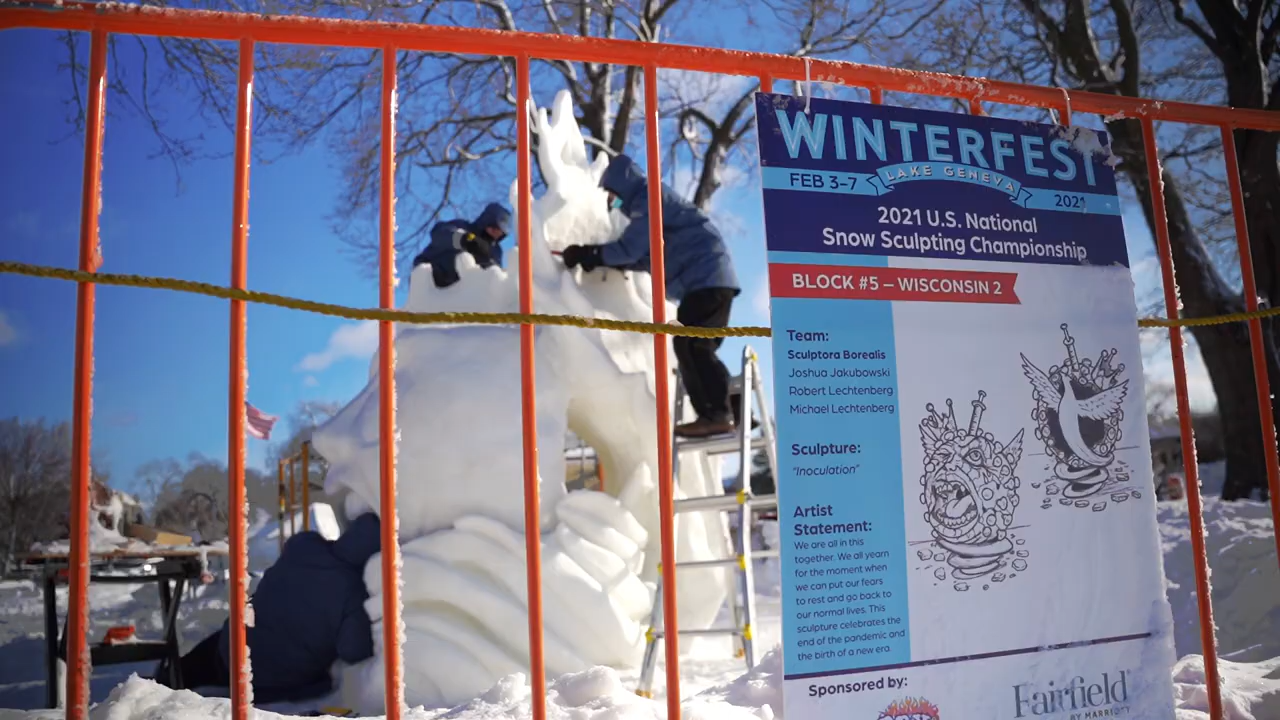 WINTERFEST
LAKE GENEVA
FEB 3-7
2021
2021 U.S. National
Snow Sculpting Championship
BLOCK #5 – WISCONSIN 2
Team:
Sculptora Borealis
Joshua Jakubowski
Robert Lechtenberg
Michael Lechtenberg
Sculpture:
"Inoculation"
Artist
Statement:
We are all in this
together. We all yearn
for the moment when
we can put our fears
to rest and go back to
our normal lives. This
sculpture celebrates the
end of the pandemic and
the birth of a new era.
Sponsored by:
Fairfield
BY MARRIOTT